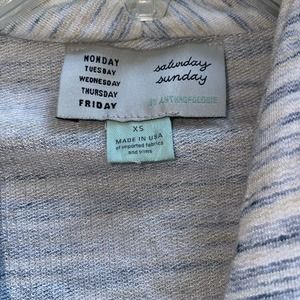 MONDAY
TUESDAY
WEDNESDAY
THURSDAY
FRIDAY
saturday
sunday
BY ANTHROPOLOGIE
XS
MADE IN USA
of imported fabrics
and trims